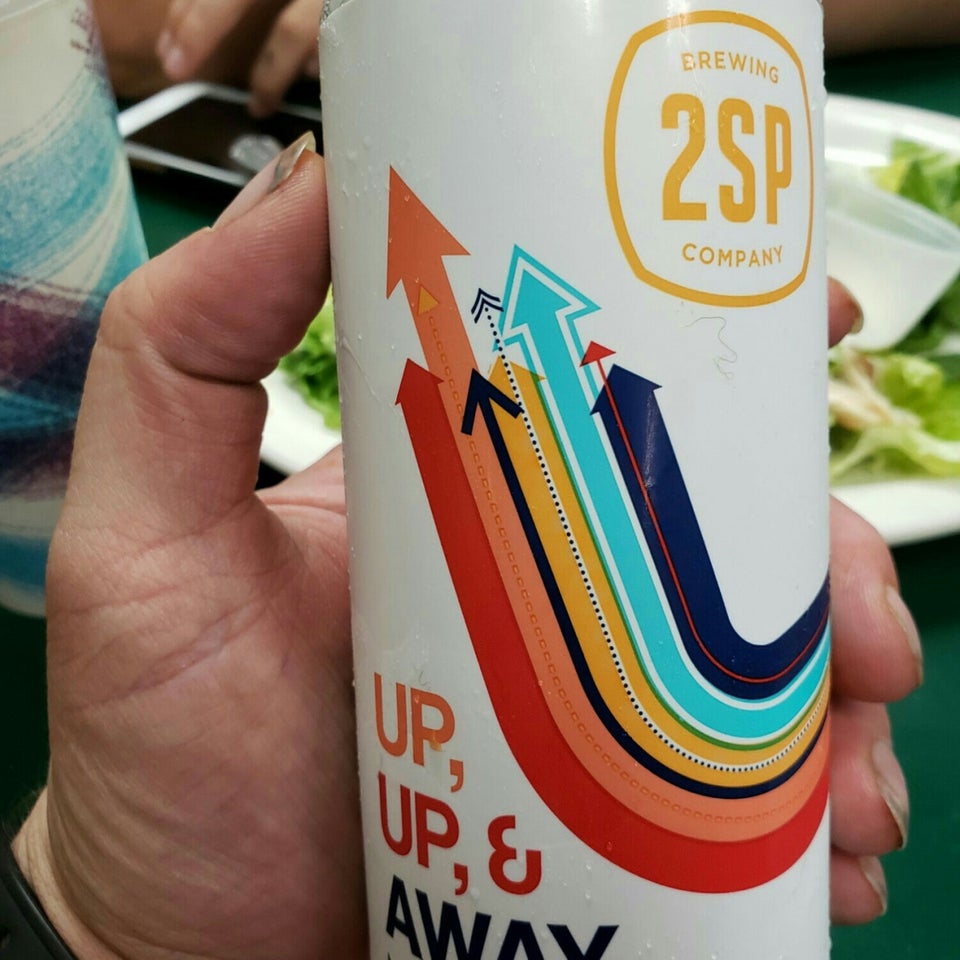 BREWING
2SP
COMPANY
UP,
UP, &
AWAY